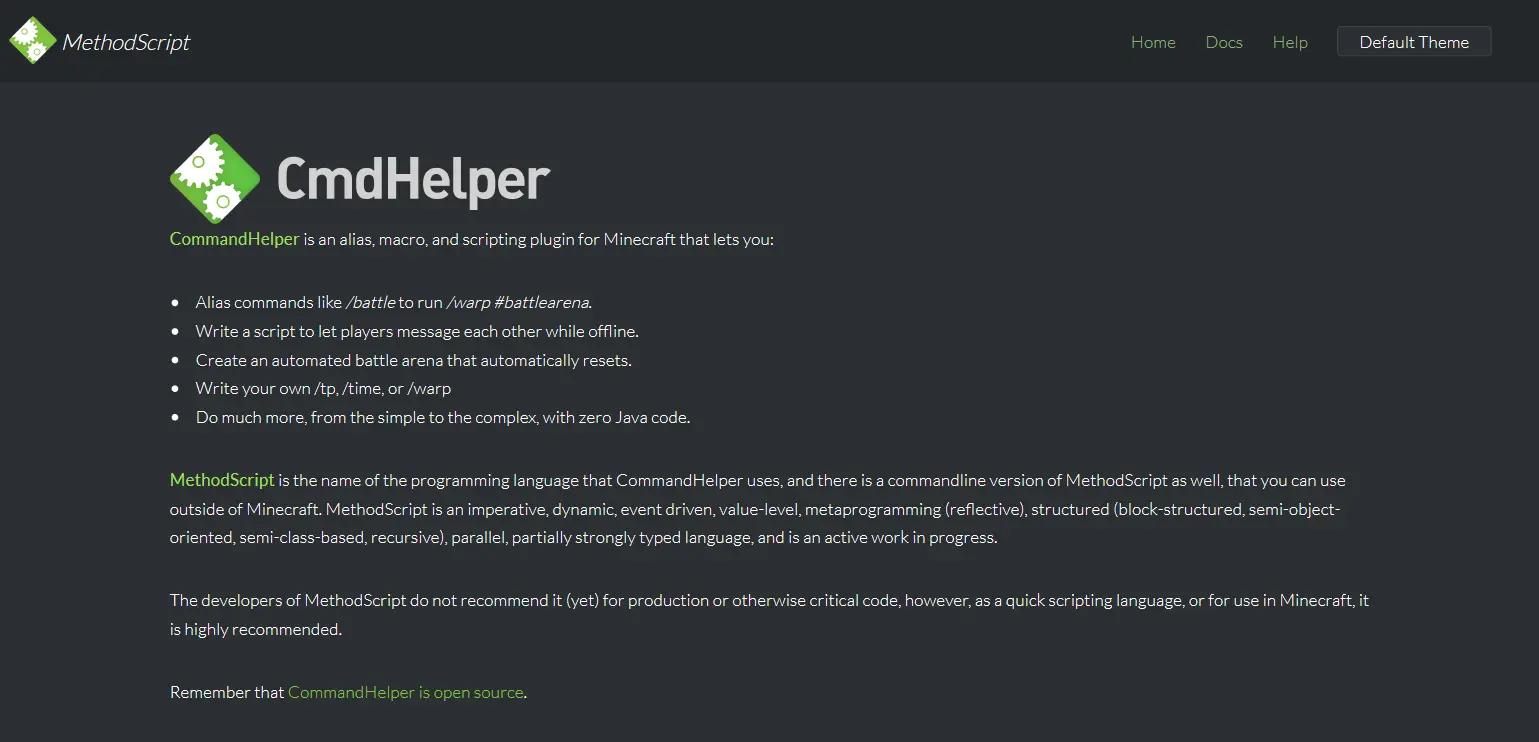 MethodScript
Home Docs Help Default Theme
CmdHelper
CommandHelper is an alias, macro, and scripting plugin for Minecraft that lets you:
• Alias commands like /battle to run /warp #battlearena.
• Write a script to let players message each other while offline.
• Create an automated battle arena that automatically resets.
• Write your own /tp, /time, or /warp
• Do much more, from the simple to the complex, with zero Java code.
MethodScript is the name of the programming language that CommandHelper uses, and there is a commandline version of MethodScript as well, that you can use
outside of Minecraft. MethodScript is an imperative, dynamic, event driven, value-level, metaprogramming (reflective), structured (block-structured, semi-object-
oriented, semi-class-based, recursive), parallel, partially strongly typed language, and is an active work in progress.
The developers of MethodScript do not recommend it (yet) for production or otherwise critical code, however, as a quick scripting language, or for use in Minecraft, it
is highly recommended.
Remember that CommandHelper is open source.